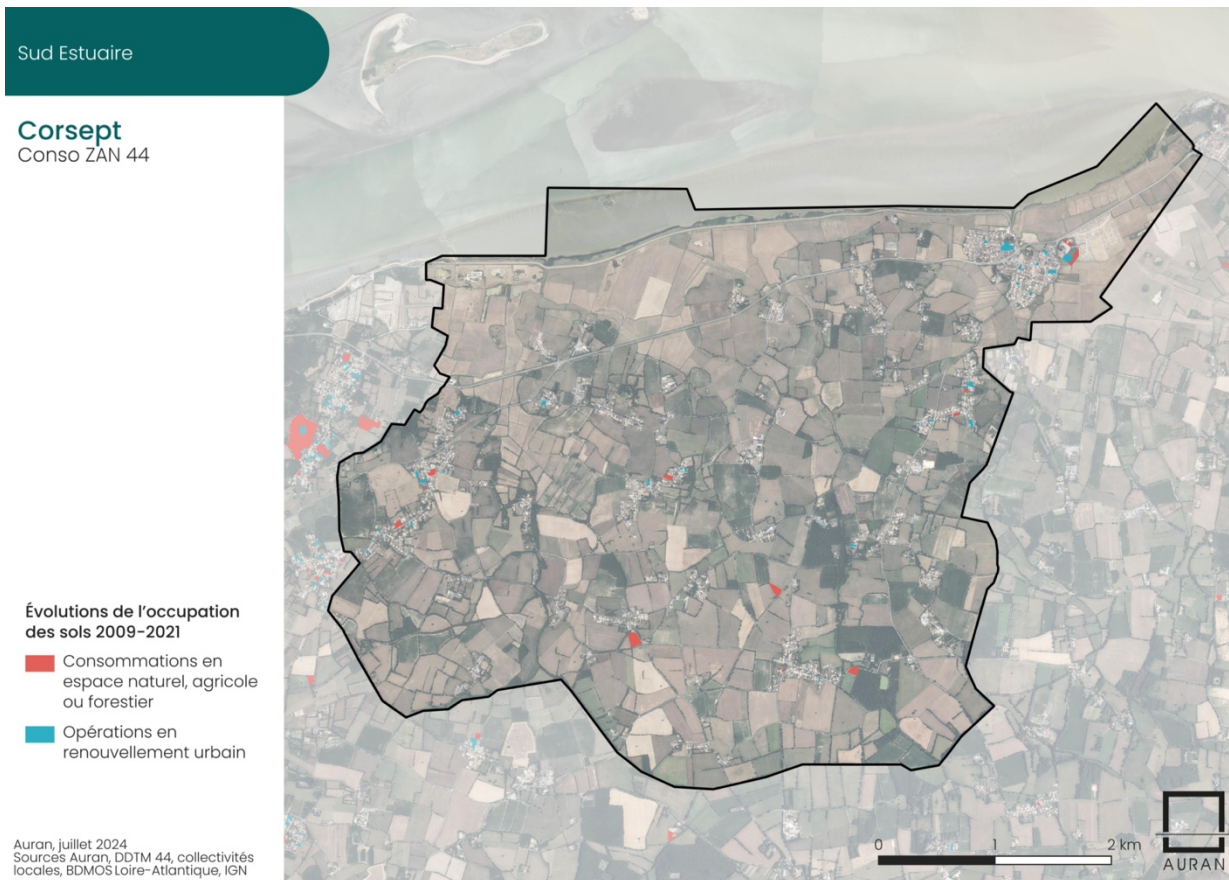 Sud Estuaire
Corsept
Conso ZAN 44
Évolutions de l’occupation
des sols 2009-2021
Consommations en
espace naturel, agricole
ou forestier
Opérations en
renouvellement urbain
Auran, juillet 2024
Sources Auran, DDTM 44, collectivités
locales, BDMOS Loire-Atlantique, IGN
0 1 2 km
AURAN